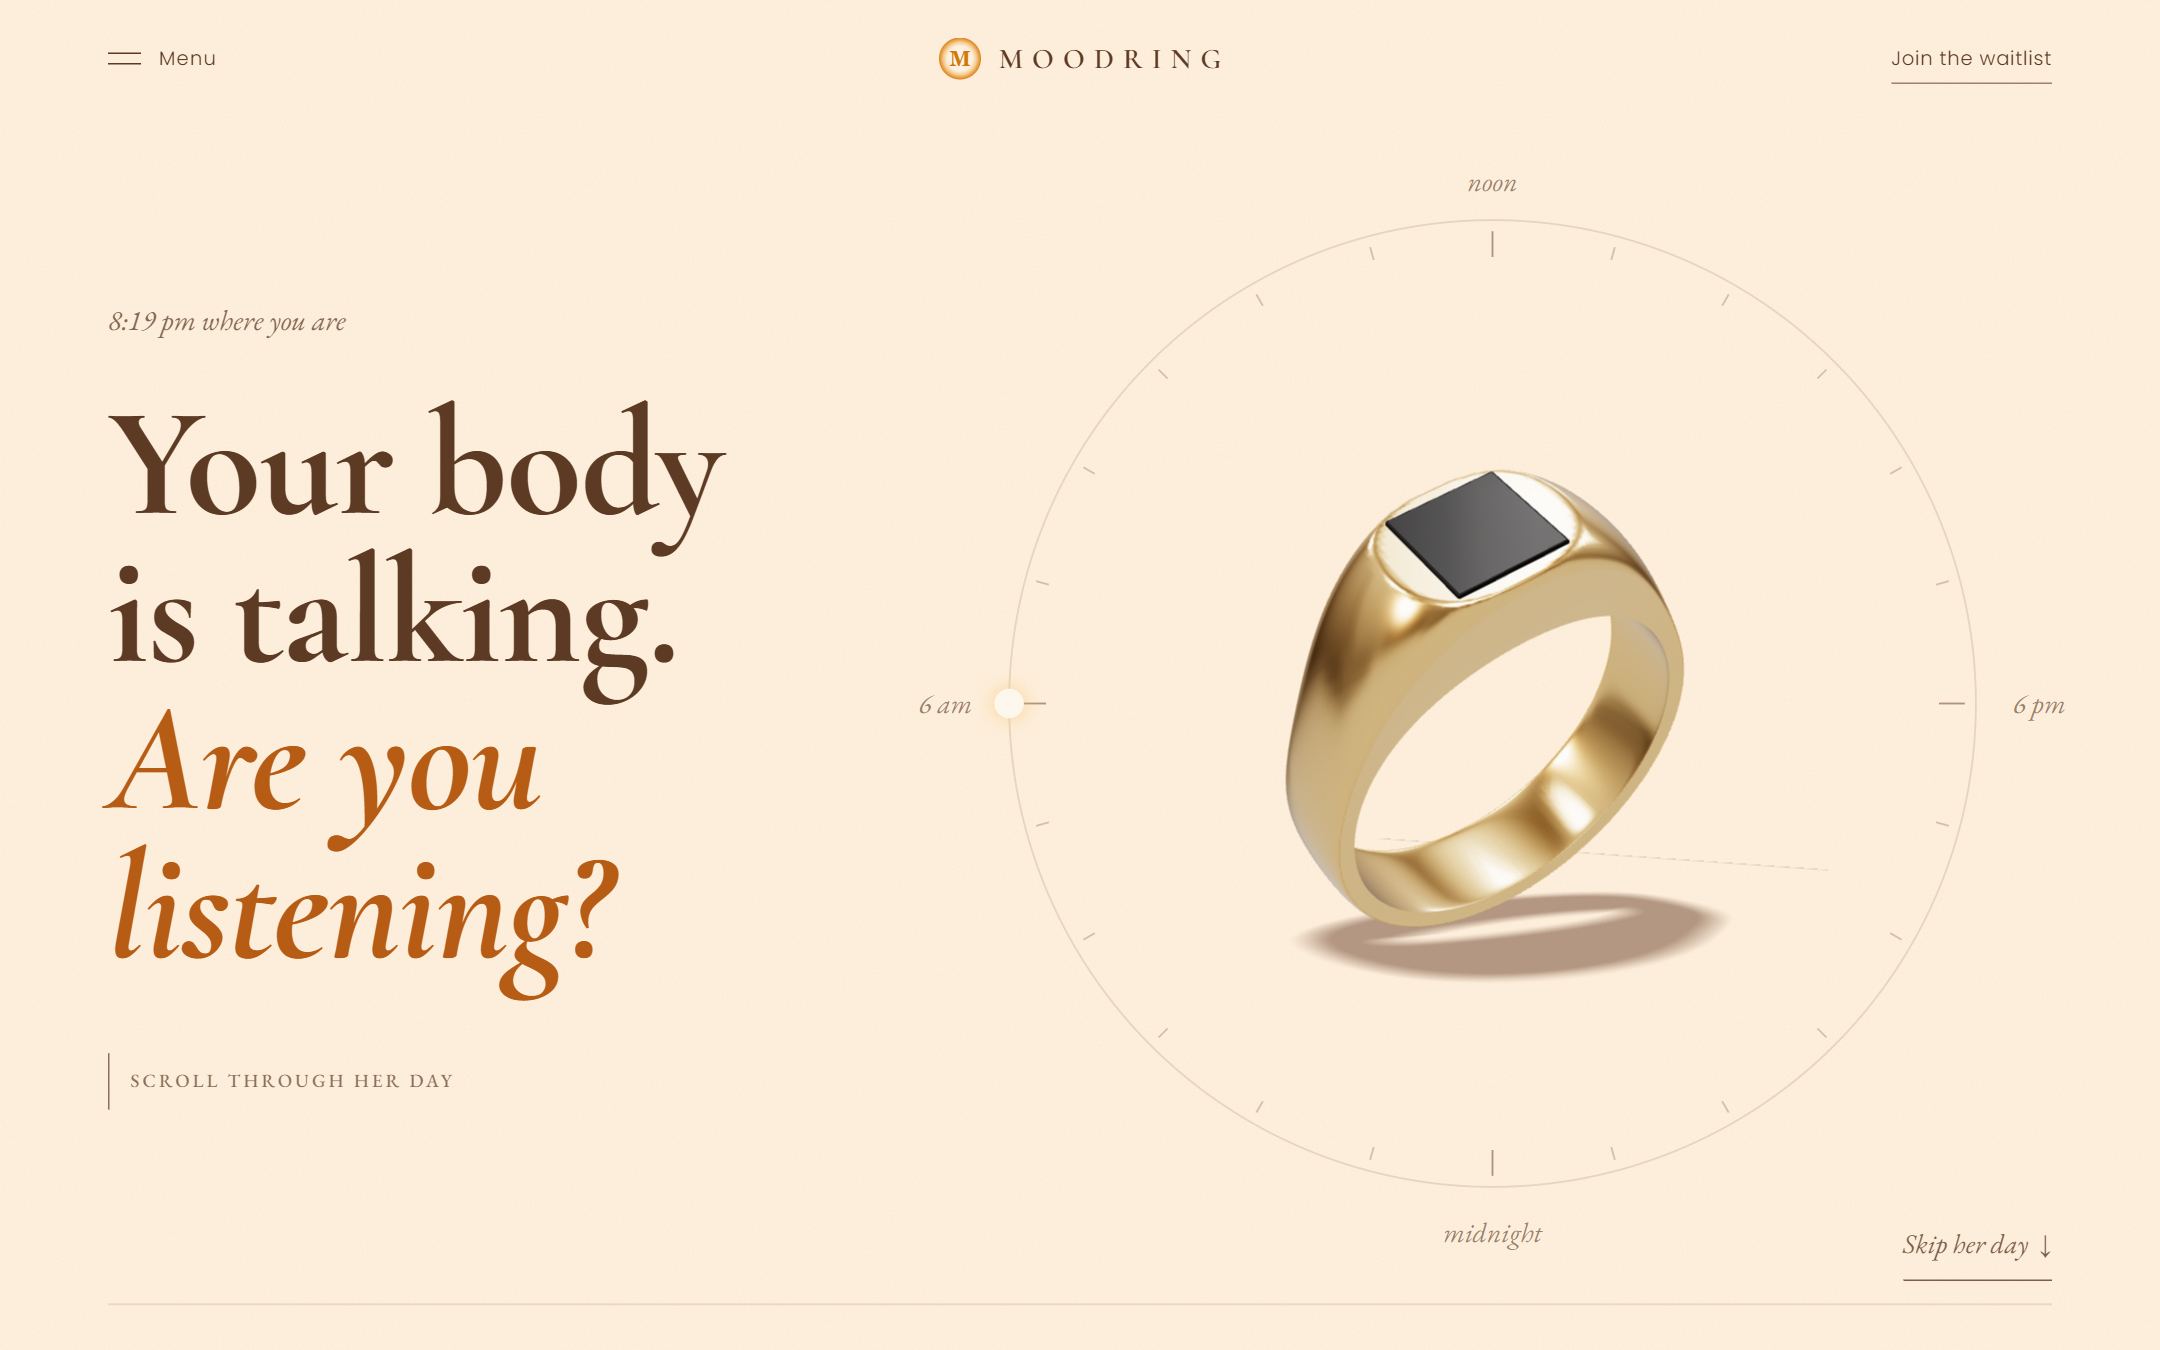 Menu
M MOODRING
Join the waitlist
noon
8:19 pm where you are
Your body
is talking.
Are you
listening?
6 am
6 pm
SCROLL THROUGH HER DAY
midnight
Skip her day ↓